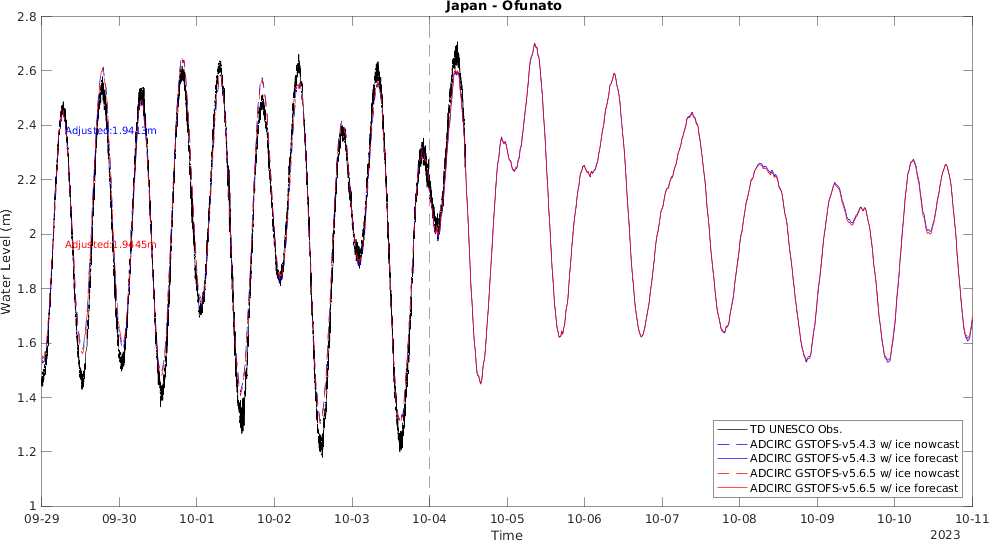 Japan - Ofunato
Water Level (m)
2.8
2.6
2.4
2.2
2
1.8
1.6
1.4
1.2
1
Adjusted:1.9413m
Adjusted:1.9445m
TD UNESCO Obs.
ADCIRC GSTOFS-v5.4.3 w/ ice nowcast
ADCIRC GSTOFS-v5.4.3 w/ ice forecast
ADCIRC GSTOFS-v5.6.5 w/ ice nowcast
ADCIRC GSTOFS-v5.6.5 w/ ice forecast
09-29 09-30 10-01 10-02 10-03 10-04 10-05 10-06 10-07 10-08 10-09 10-10 10-11
Time
2023